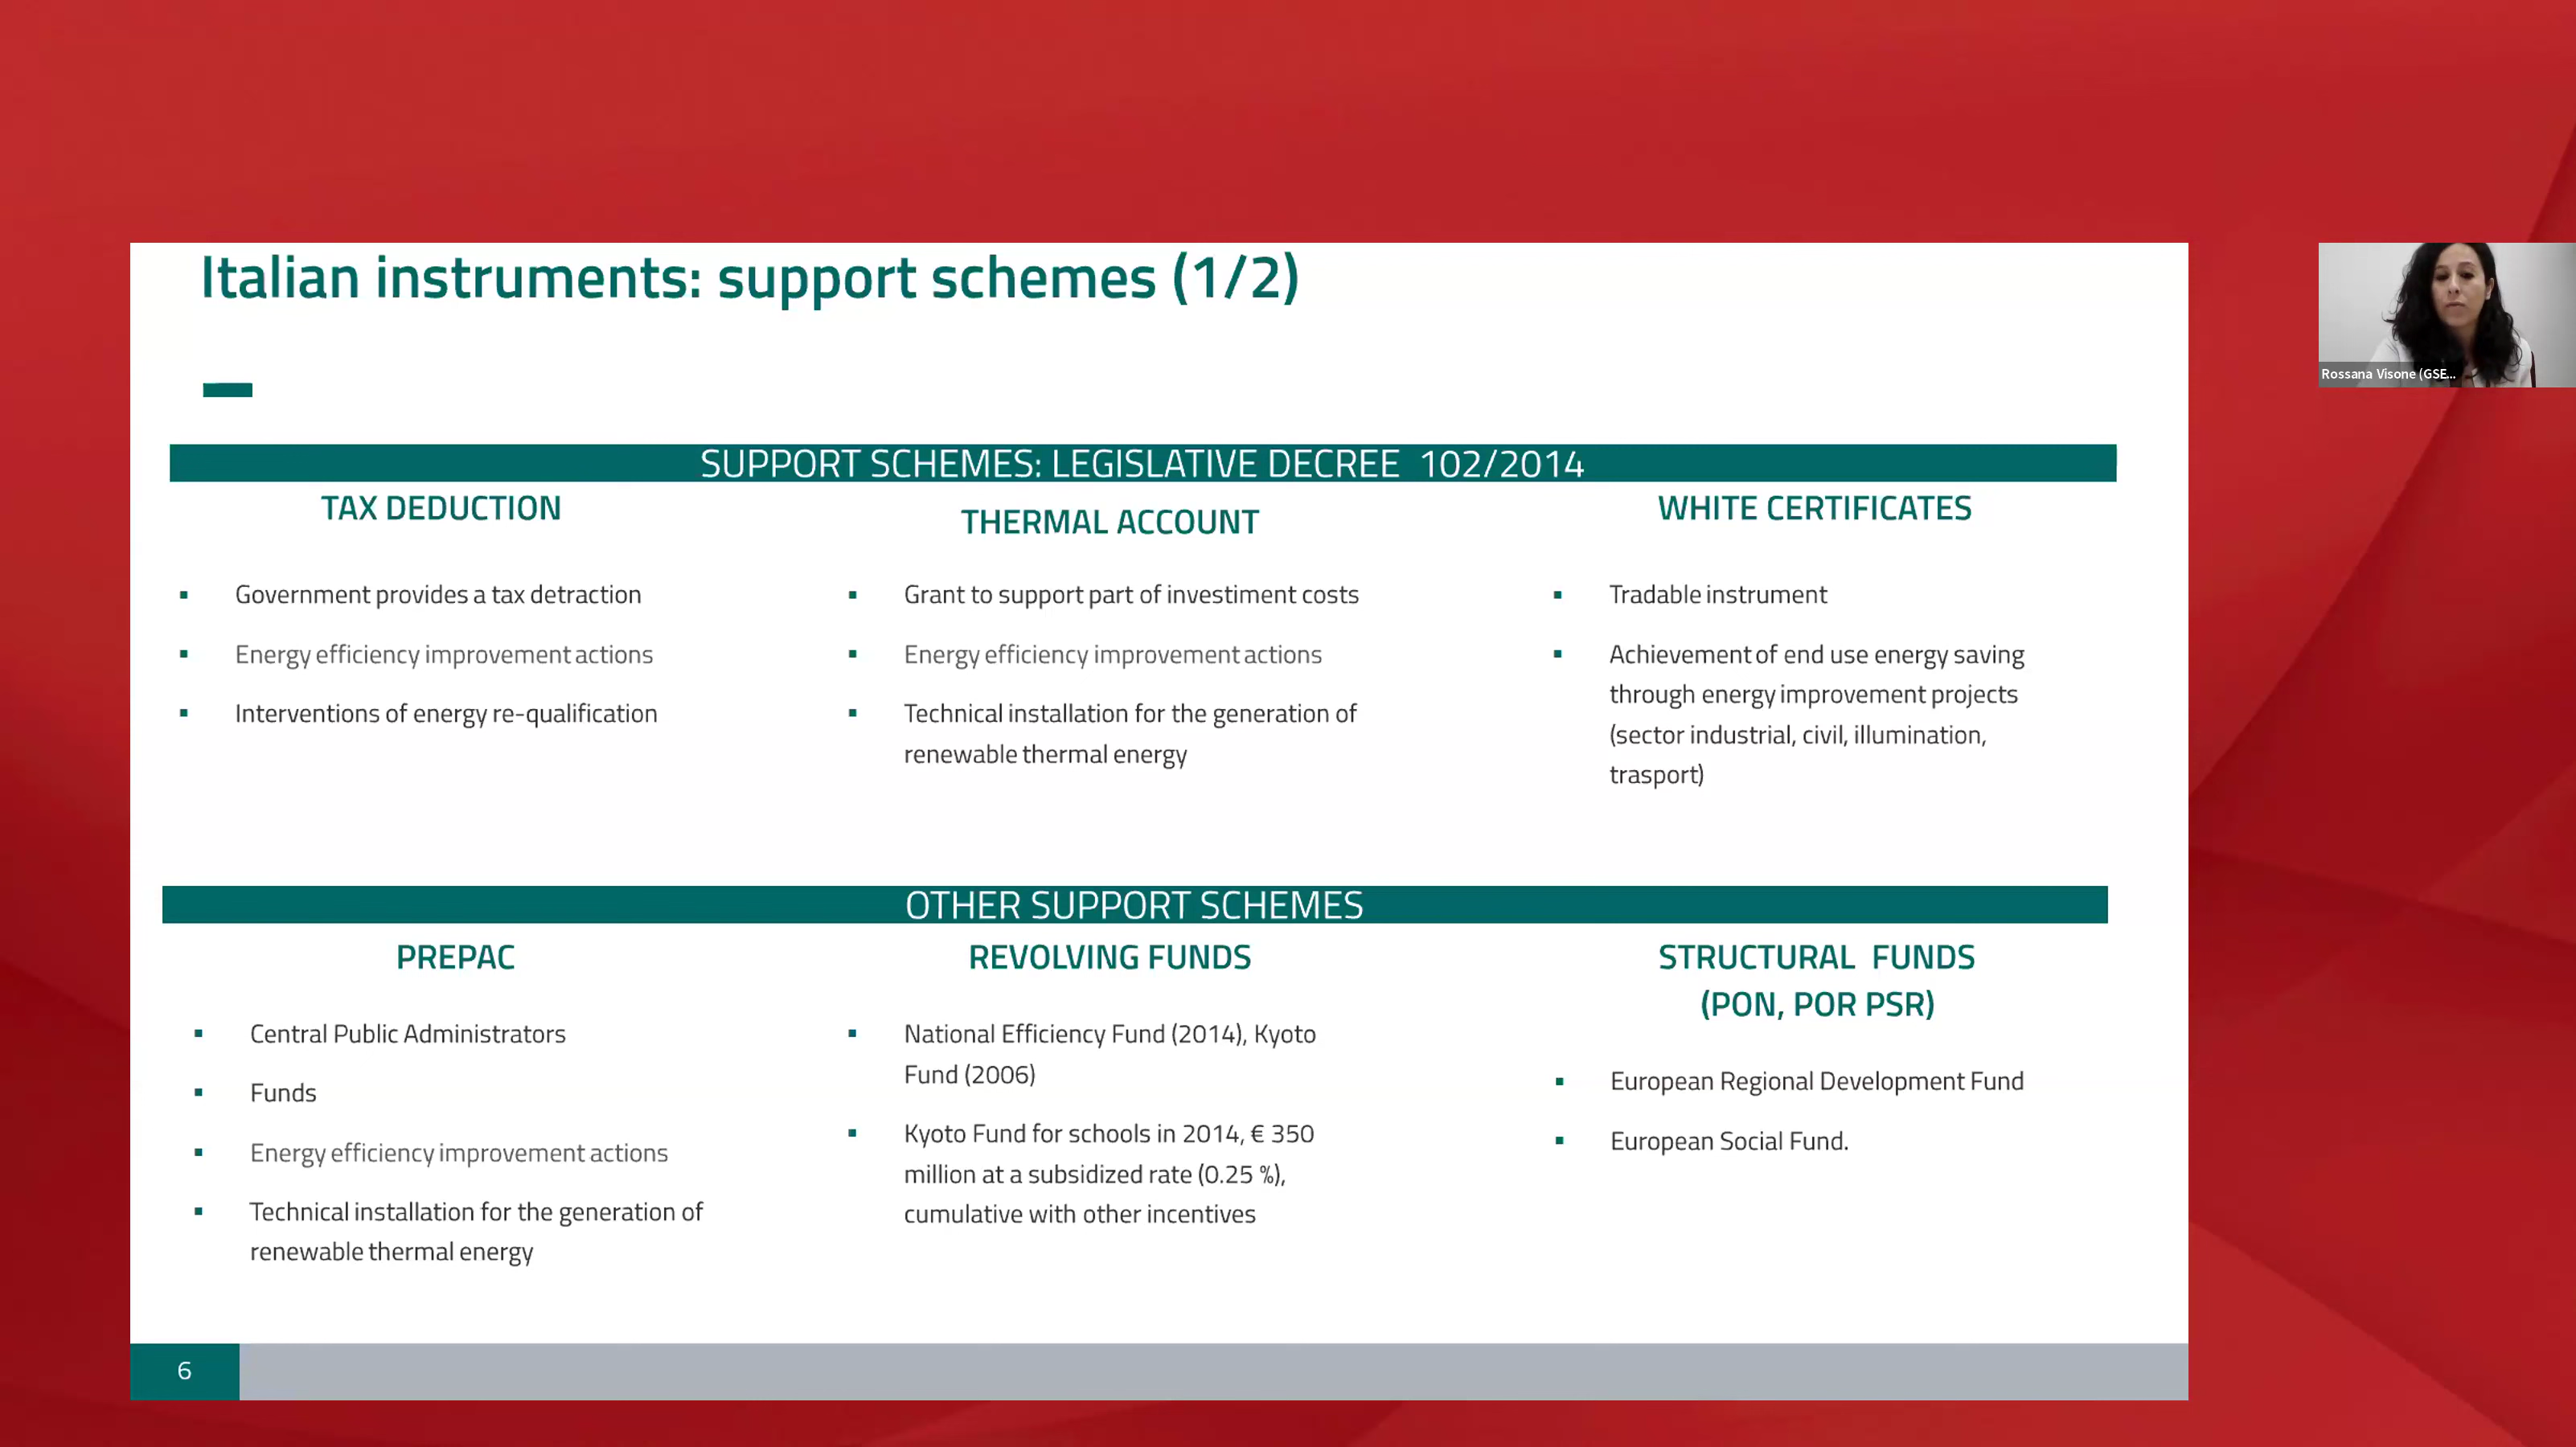 Italian instruments: support schemes (1/2)
SUPPORT SCHEMES: LEGISLATIVE DECREE 102/2014
TAX DEDUCTION
Government provides a tax detraction
Energy efficiency improvement actions
Interventions of energy re-qualification
THERMAL ACCOUNT
Grant to support part of investiment costs
Energy efficiency improvement actions
Technical installation for the generation of
renewable thermal energy
WHITE CERTIFICATES
Tradable instrument
Achievement of end use energy saving
through energy improvement projects
(sector industrial, civil, illumination,
trasport)
OTHER SUPPORT SCHEMES
PREPAC
Central Public Administrators
Funds
Energy efficiency improvement actions
Technical installation for the generation of
renewable thermal energy
REVOLVING FUNDS
National Efficiency Fund (2014), Kyoto
Fund (2006)
Kyoto Fund for schools in 2014, € 350
million at a subsidized rate (0.25 %),
cumulative with other incentives
STRUCTURAL FUNDS
(PON, POR PSR)
European Regional Development Fund
European Social Fund.
6
Rossana Visone (GSE...